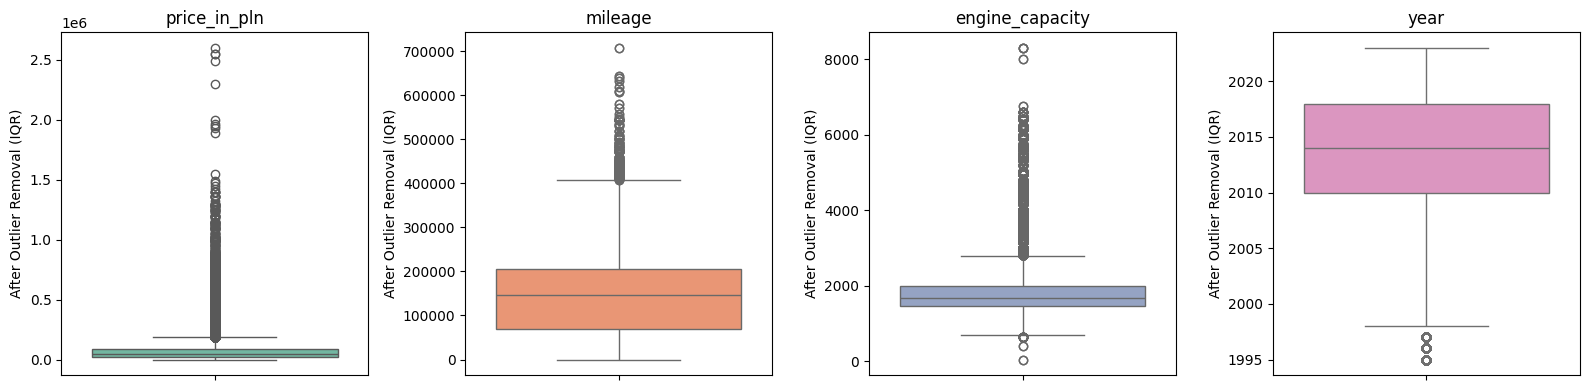 price_in_pln
1e6
After Outlier Removal (IQR)
2.5
2.0
1.5
1.0
0.5
0.0
mileage
After Outlier Removal (IQR)
700000
600000
500000
400000
300000
200000
100000
0
engine_capacity
After Outlier Removal (IQR)
8000
6000
4000
2000
0
year
After Outlier Removal (IQR)
2020
2015
2010
2005
2000
1995